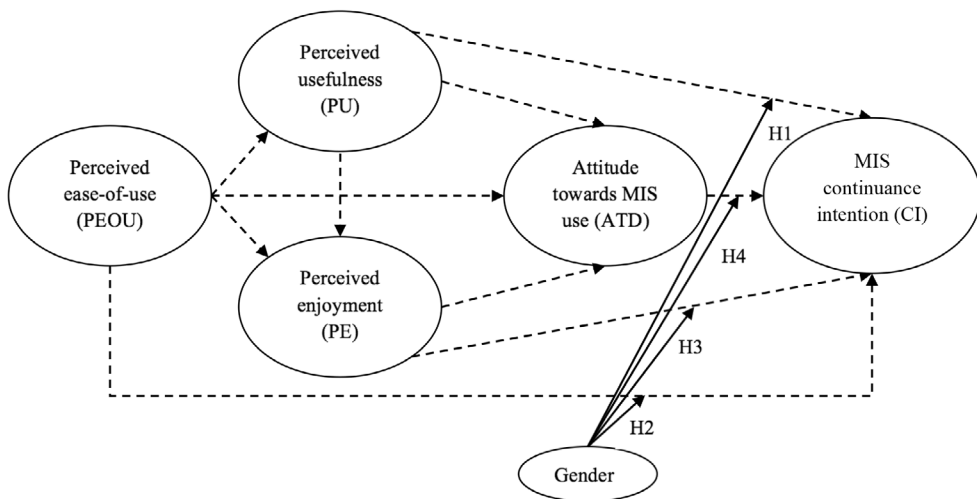 Perceived
usefulness
(PU)
H1
Perceived
ease-of-use
(PEOU)
Attitude
towards MIS
use (ATD)
MIS
continuance
intention (CI)
H4
Perceived
enjoyment
(PE)
H3
H2
Gender